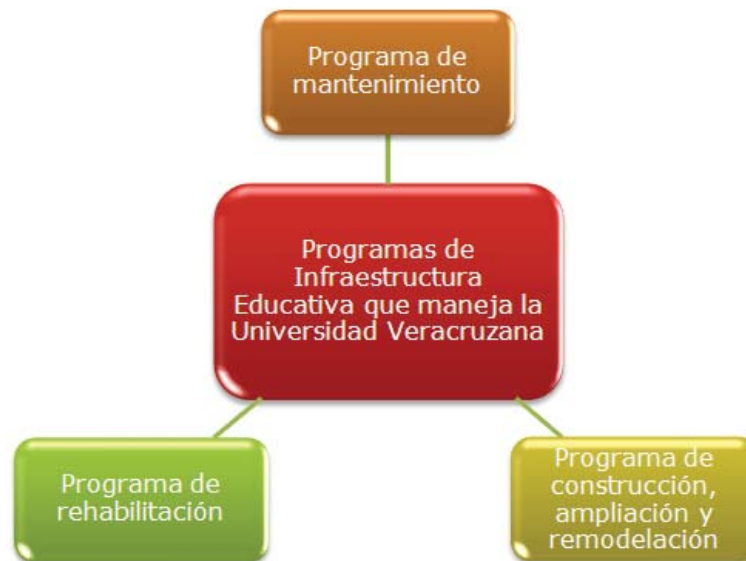 Programa de
mantenimiento
Programas de
Infraestructura
Educativa que maneja la
Universidad Veracruzana
Programa de
rehabilitación
Programa de
construcción,
ampliación y
remodelación